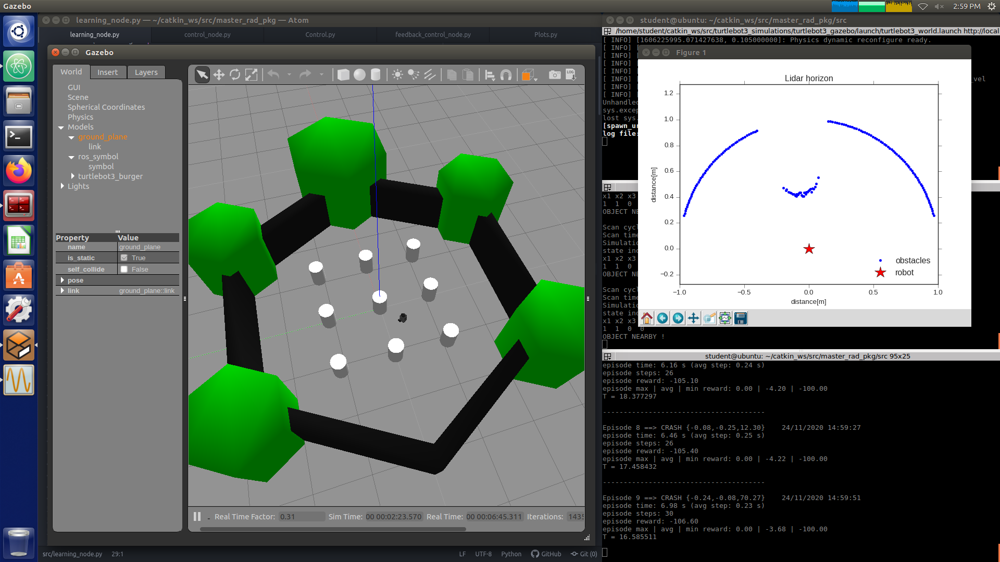 Gazebo
2:59 PM
learning_node.py — ~/catkin_ws/src/master_rad_pkg — Atom
learning_node.py
control_node.py
Control.py
feedback_control_node.py
Plots.py
Gazebo
World
Insert
Layers
GUI
Scene
Spherical Coordinates
Physics
Models
ground_plane
link
ros_symbol
symbol
turtlebot3_burger
Lights
Property Value
name ground_plane
is_static True
self_collide False
pose
link ground_plane::link
LOG
Real Time Factor: 0.31 Sim Time: 00 00:02:23.570 Real Time: 00 00:06:45.311 Iterations: 1435
src/learning_node.py 29:1
LF UTF-8 Python GitHub Git (0)
student@ubuntu: ~/catkin_ws/src/master_rad_pkg/src
/home/student/catkin_ws/src/turtlebot3_simulations/turtlebot3_gazebo/launch/turtlebot3_world.launch http://local
[ INFO] [1606225995.071427638, 0.105000000]: Physics dynamic reconfigure ready.
[ INFO] [
[ INFO] [
[ INFO] [
[ INFO] [
[ INFO] [ _vel
[ INFO] [
[ INFO] [
Unhandled
sys.excep
lost sys.
[spawn_ur
log file:
Figure 1
Lidar horizon
1.2
1.0
0.8
0.6
0.4
0.2
0.0
−0.2
distance[m]
−1.0 −0.5 0.0 0.5 1.0
distance[m]
obstacles
robot
x1 x2 x3
1 1 0
OBJECT NE
Scan cycl
Scan time
Simulatio
state ind
x1 x2 x3
1 1 0
OBJECT NE
Scan cycl
Scan time
Simulatio
state ind
x1 x2 x3
1 1 0 0
OBJECT NEARBY !
student@ubuntu: ~/catkin_ws/src/master_rad_pkg/src 95x25
episode time: 6.16 s (avg step: 0.24 s)
episode steps: 26
episode reward: -105.10
episode max | avg | min reward: 0.00 | -4.20 | -100.00
T = 18.377297
---------------------------------------
Episode 8 ==> CRASH {-0.08,-0.25,12.30} 24/11/2020 14:59:27
episode time: 6.46 s (avg step: 0.25 s)
episode steps: 26
episode reward: -105.40
episode max | avg | min reward: 0.00 | -4.22 | -100.00
T = 17.458432
---------------------------------------
Episode 9 ==> CRASH {-0.24,-0.08,70.27} 24/11/2020 14:59:51
episode time: 6.98 s (avg step: 0.23 s)
episode steps: 30
episode reward: -106.60
episode max | avg | min reward: 0.00 | -3.68 | -100.00
T = 16.585511